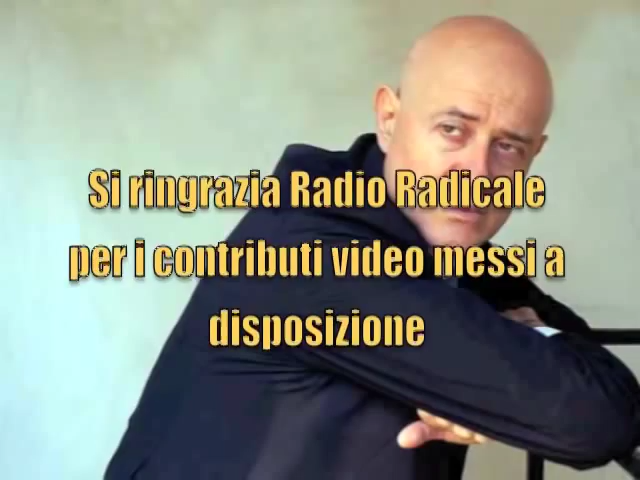 Si ringrazia Radio Radicale
per i contributi video messi a
disposizione